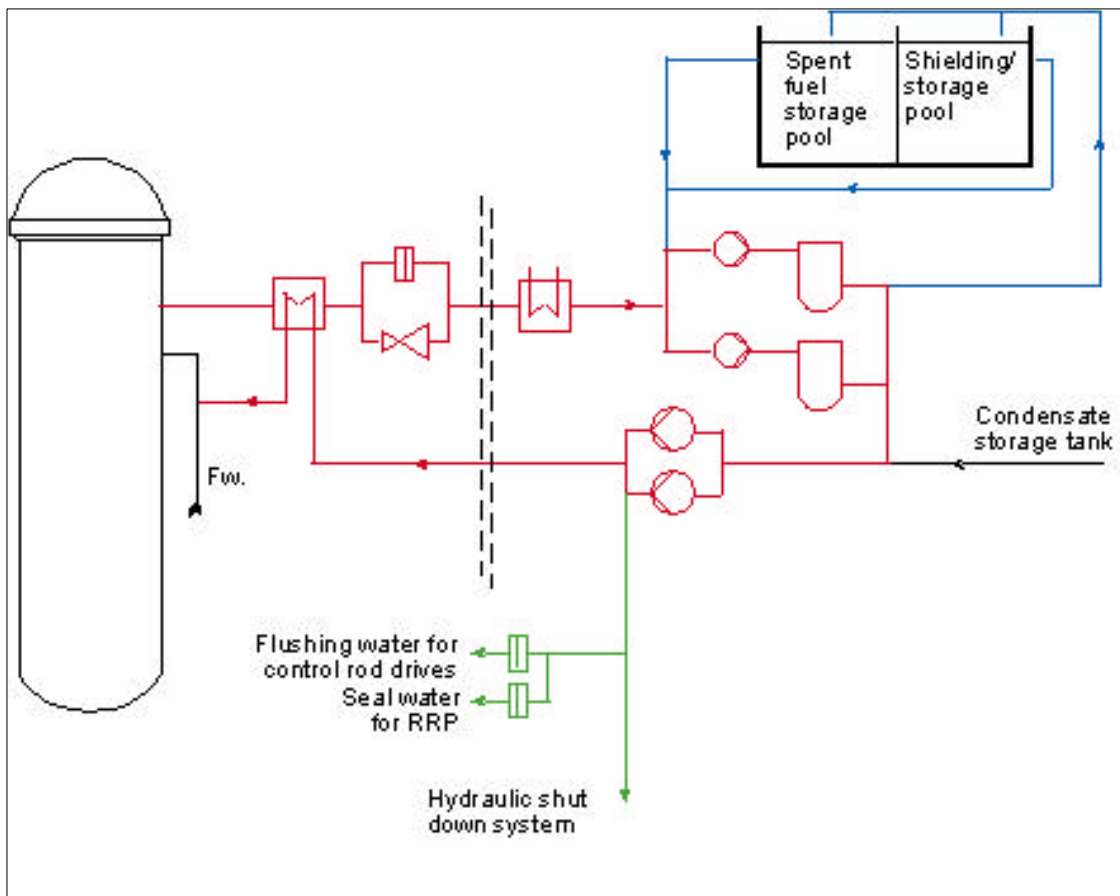 Spent
fuel
storage
pool
Shielding/
storage
pool
Condensate
storage tank
Fw.
Flushing water for
control rod drives
Seal water
for RRP
Hydraulic shut
down system